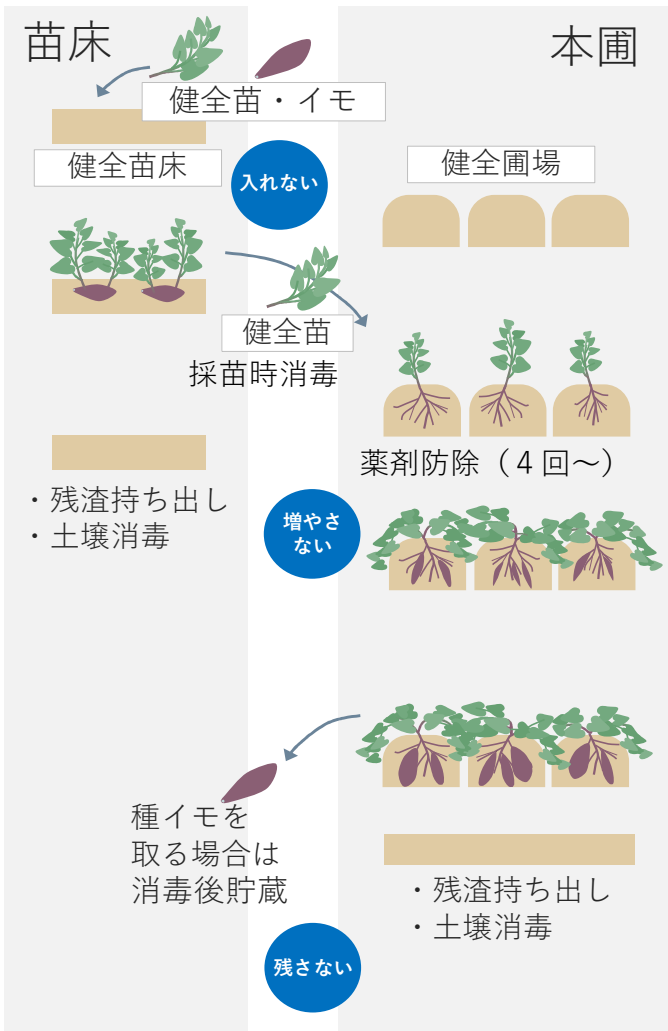 苗床
本圃
健全苗・イモ
健全苗床
入れない
健全圃場
健全苗
採苗時消毒
薬剤防除（４回～）
・残渣持ち出し
・土壌消毒
増やさ
ない
種イモを
取る場合は
消毒後貯蔵
・残渣持ち出し
・土壌消毒
残さない